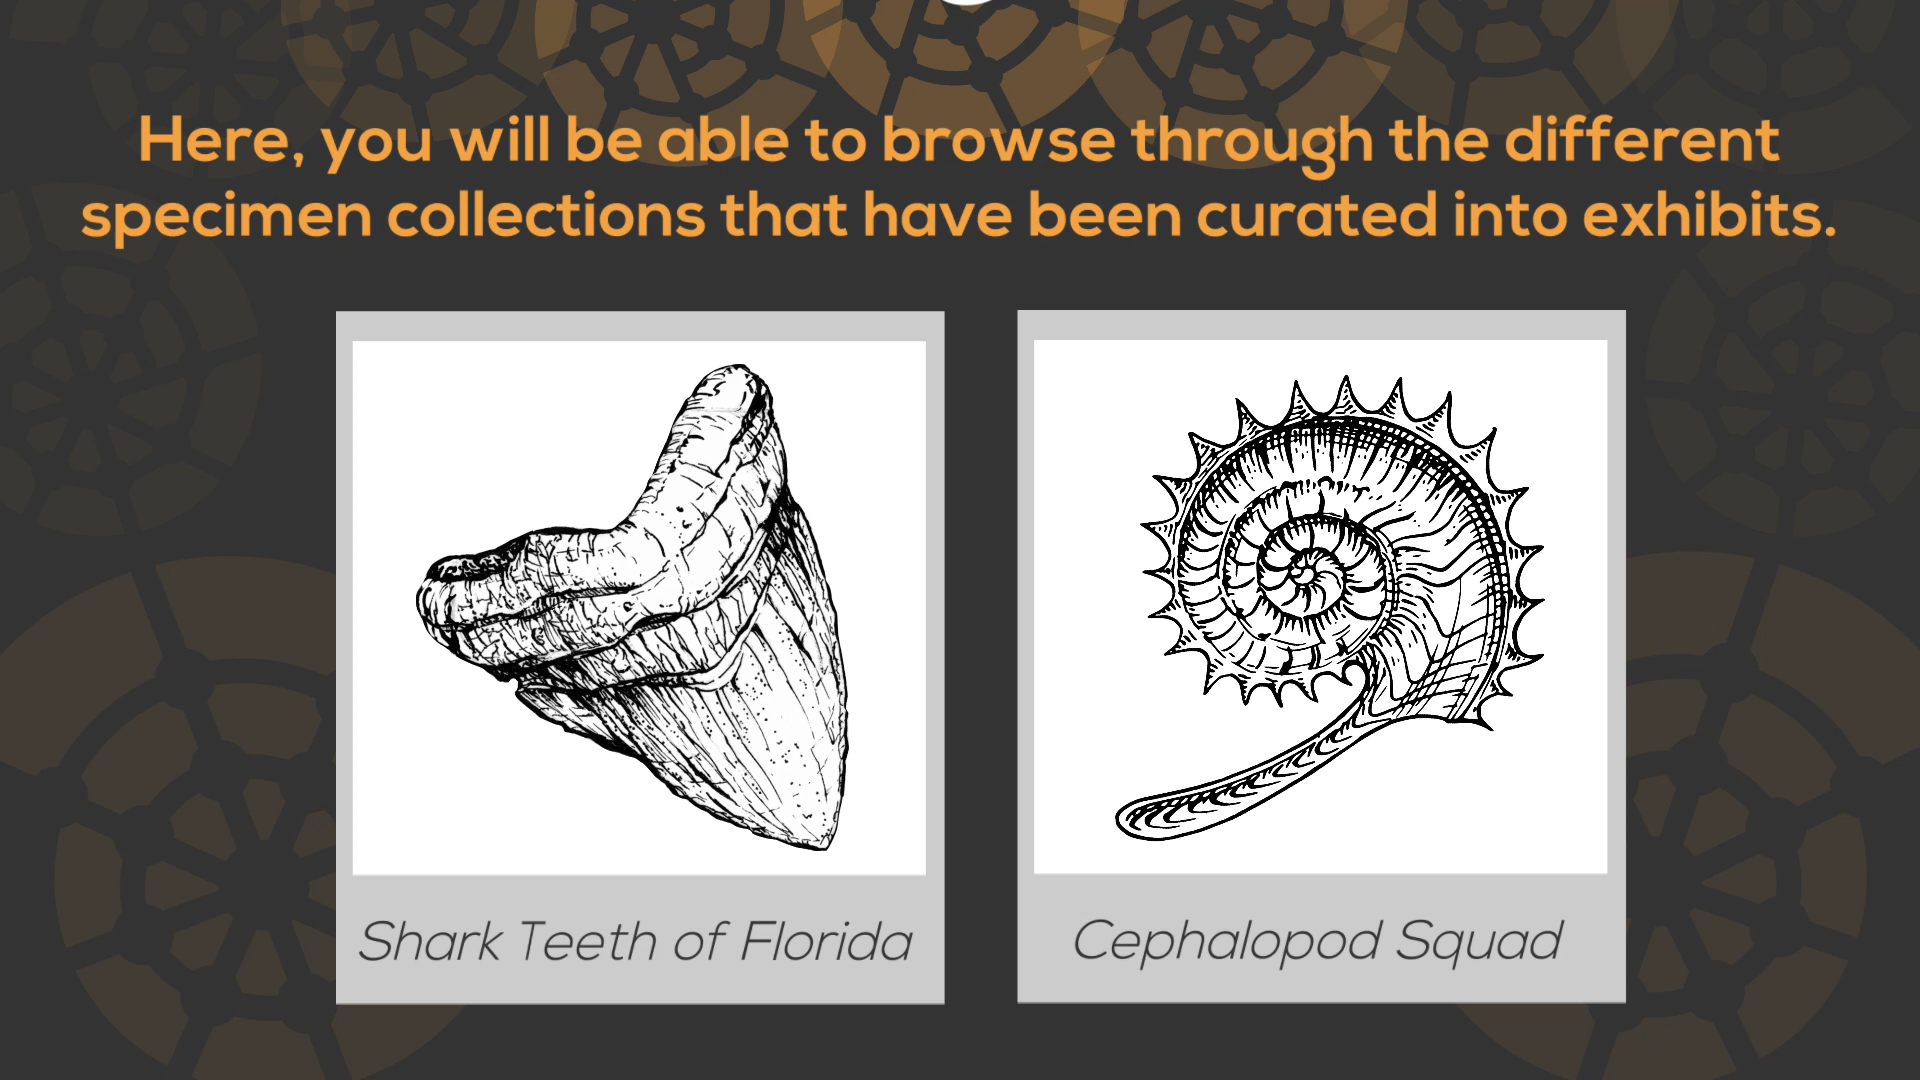 Here, you will be able to browse through the different
specimen collections that have been curated into exhibits.
Shark Teeth of Florida
Cephalopod Squad